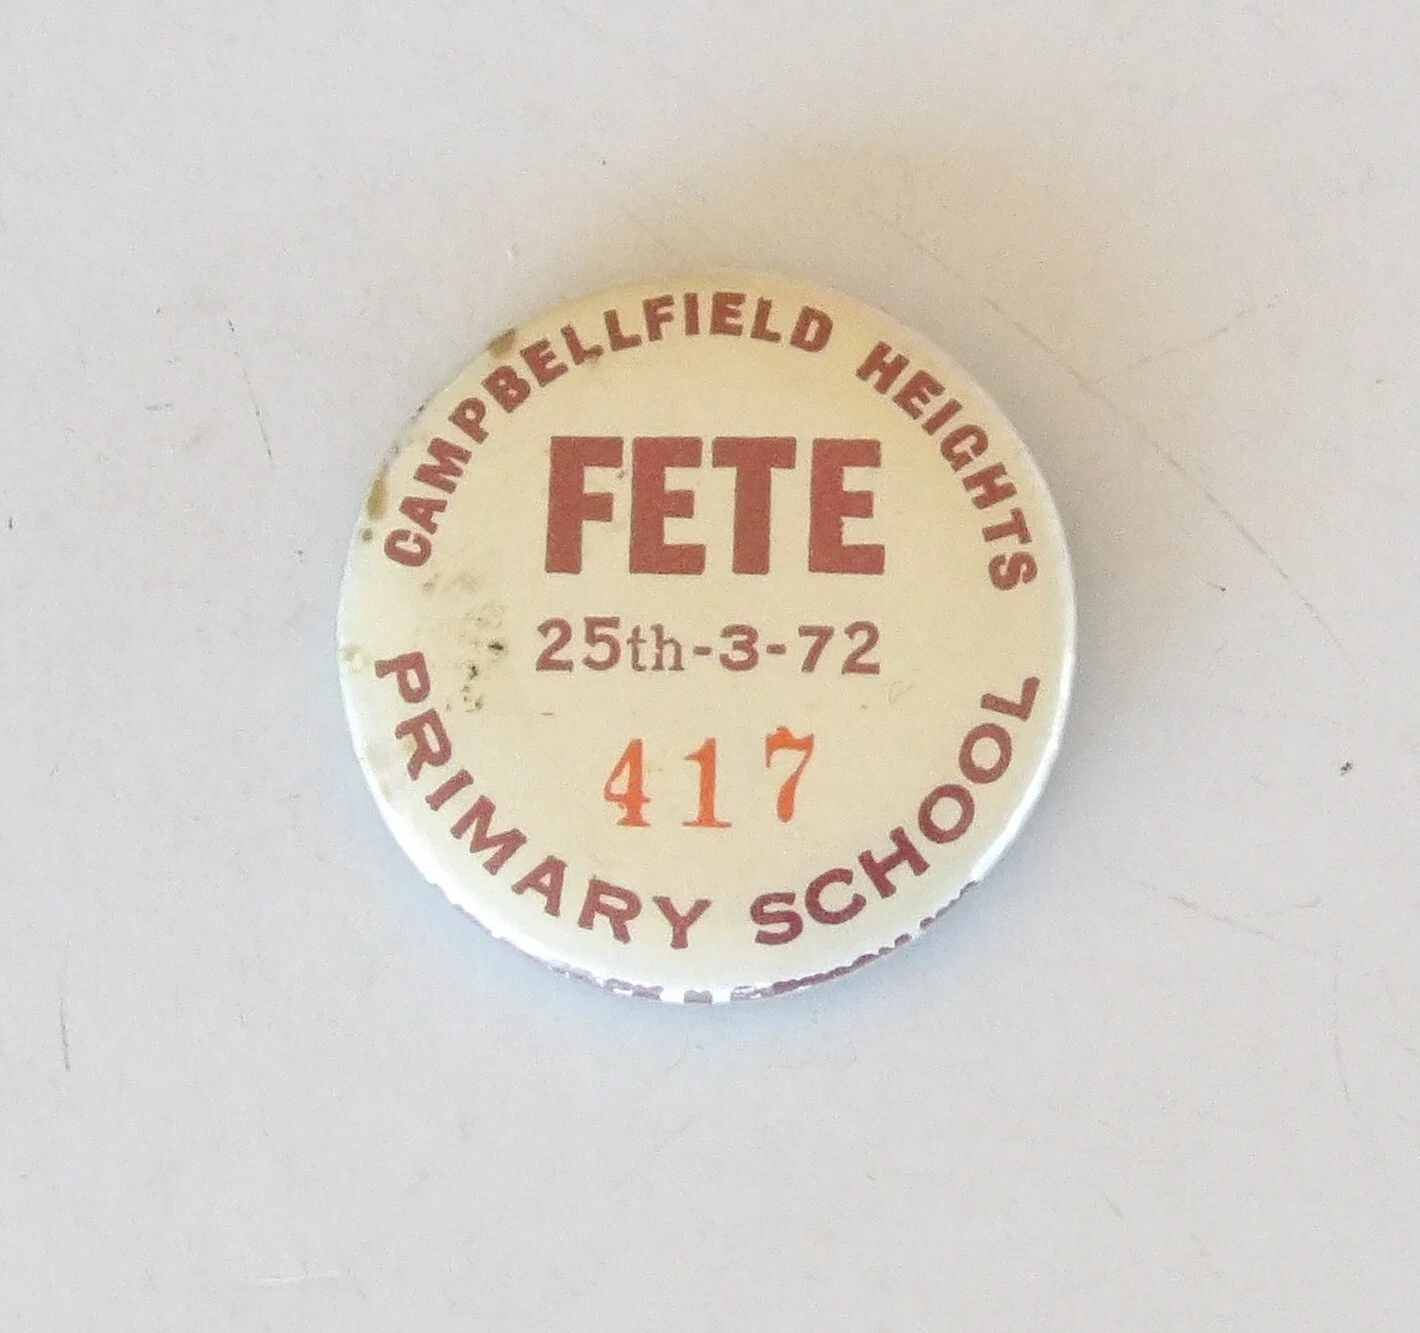 CAMPBELLFIELD HEIGHTS
FETE
25th-3-72
417
PRIMARY SCHOOL